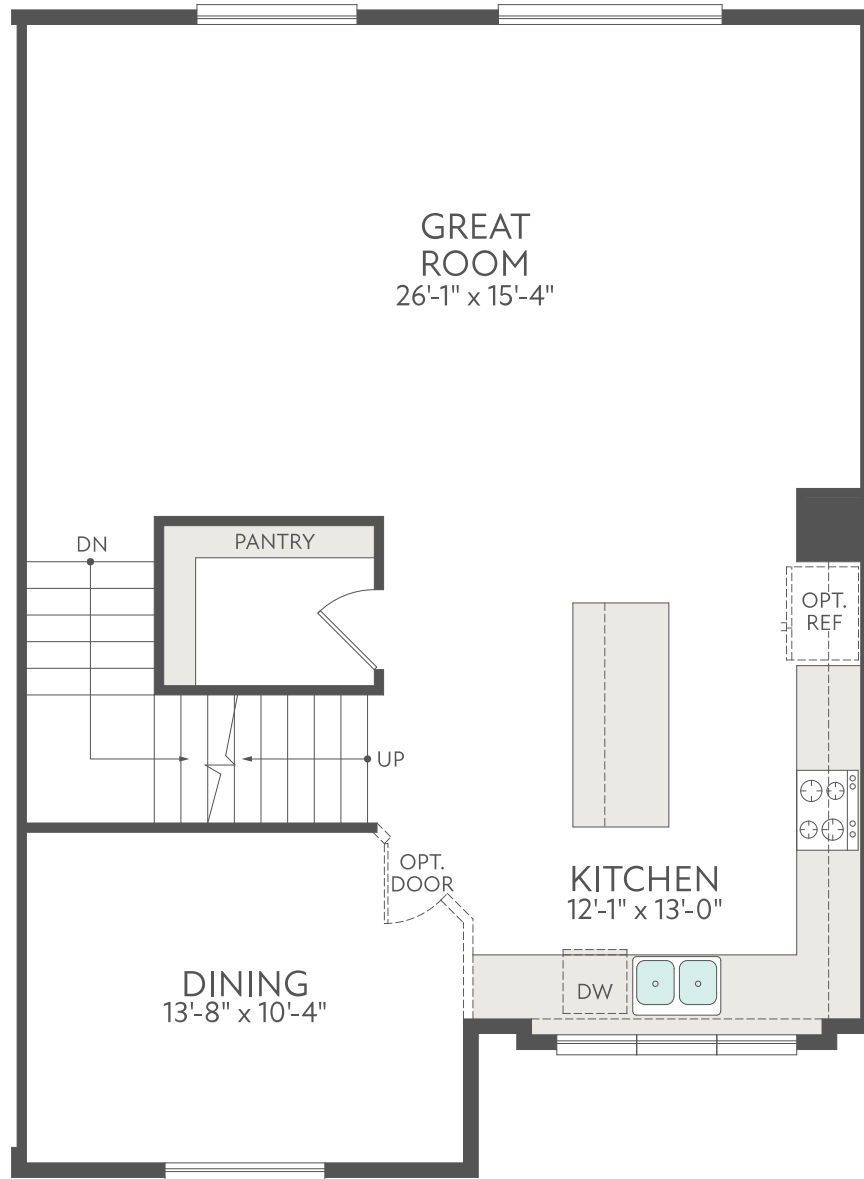 GREAT
ROOM
26'-1" x 15'-4"
DN
PANTRY
OPT.
REF
UP
OPT.
DOOR
KITCHEN
12'-1" x 13'-0"
DINING
13'-8" x 10'-4"
DW